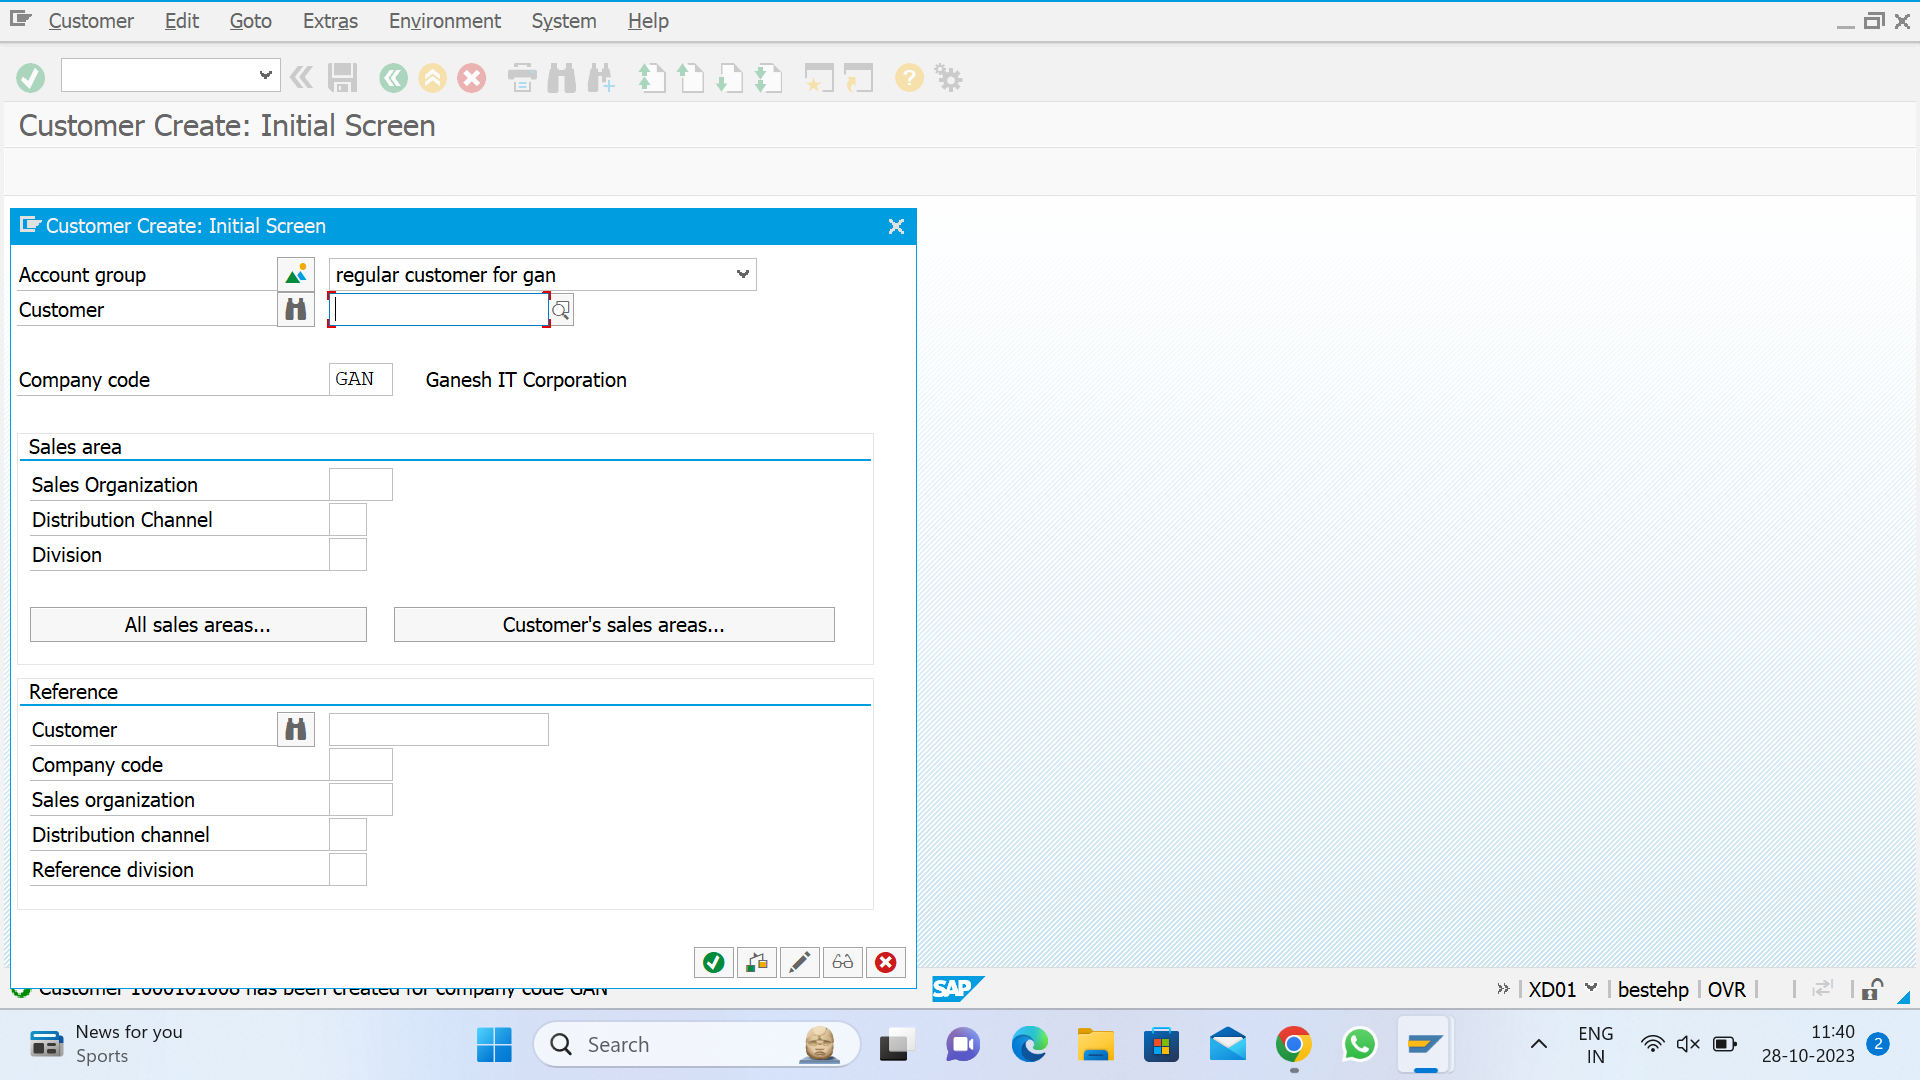 Customer Edit Goto Extras Environment System Help
Customer Create: Initial Screen
Customer Create: Initial Screen
Account group regular customer for gan
Customer
Company code GAN Ganesh IT Corporation
Sales area
Sales Organization
Distribution Channel
Division
All sales areas... Customer's sales areas...
Reference
Customer
Company code
Sales organization
Distribution channel
Reference division
Customer 1000101008 has been created for company code GAN
SAP XD01 bestehp OVR
News for you
Sports
Search
ENG
IN
11:40
28-10-2023
2